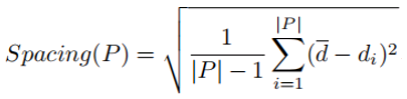 Spacing(P) = √( 1 / (|P| − 1) ∑_{i=1}^{|P|} (d̅ − d_i)² )